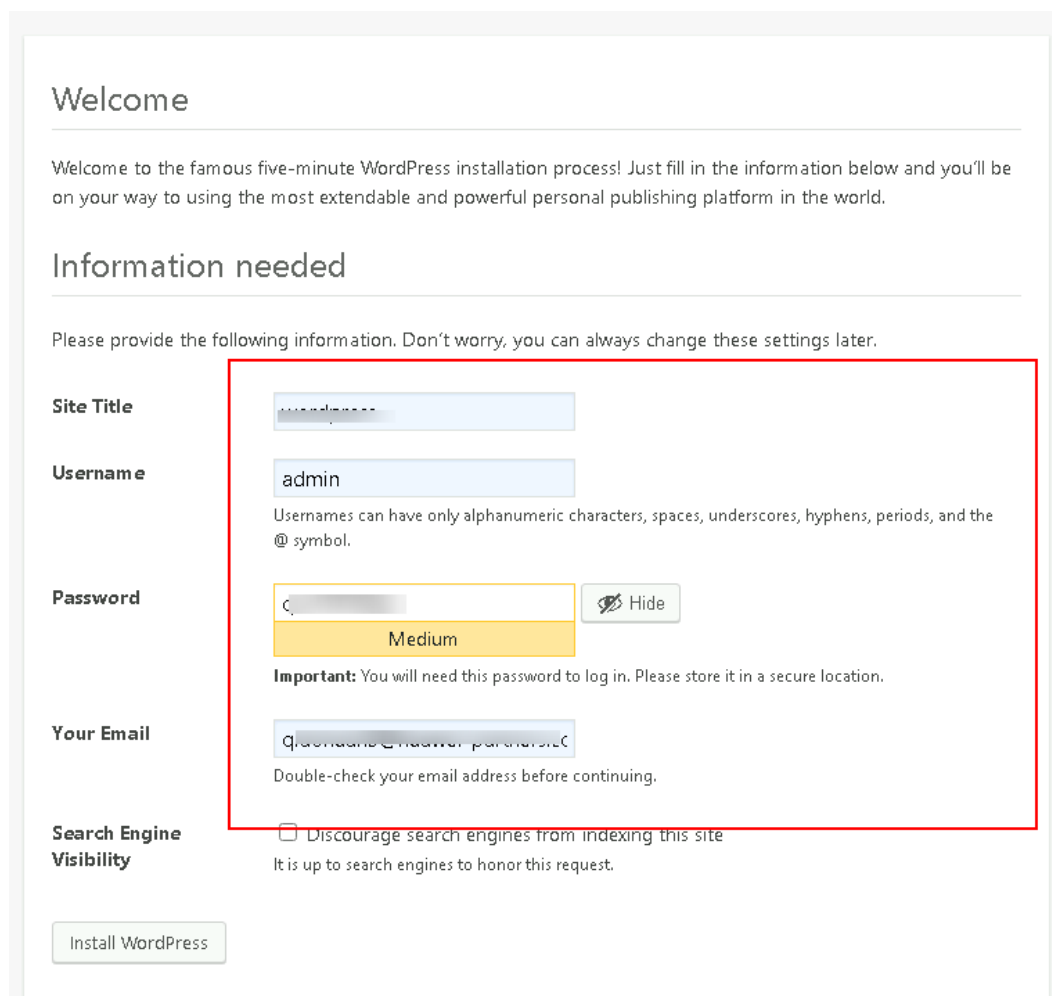 Welcome
Welcome to the famous five-minute WordPress installation process! Just fill in the information below and you’ll be
on your way to using the most extendable and powerful personal publishing platform in the world.
Information needed
Please provide the following information. Don’t worry, you can always change these settings later.
Site Title
Username
admin
Usernames can have only alphanumeric characters, spaces, underscores, hyphens, periods, and the
@ symbol.
Password
Hide
Medium
Important: You will need this password to log in. Please store it in a secure location.
Your Email
Double-check your email address before continuing.
Search Engine Discourage search engines from indexing this site
Visibility It is up to search engines to honor this request.
Install WordPress